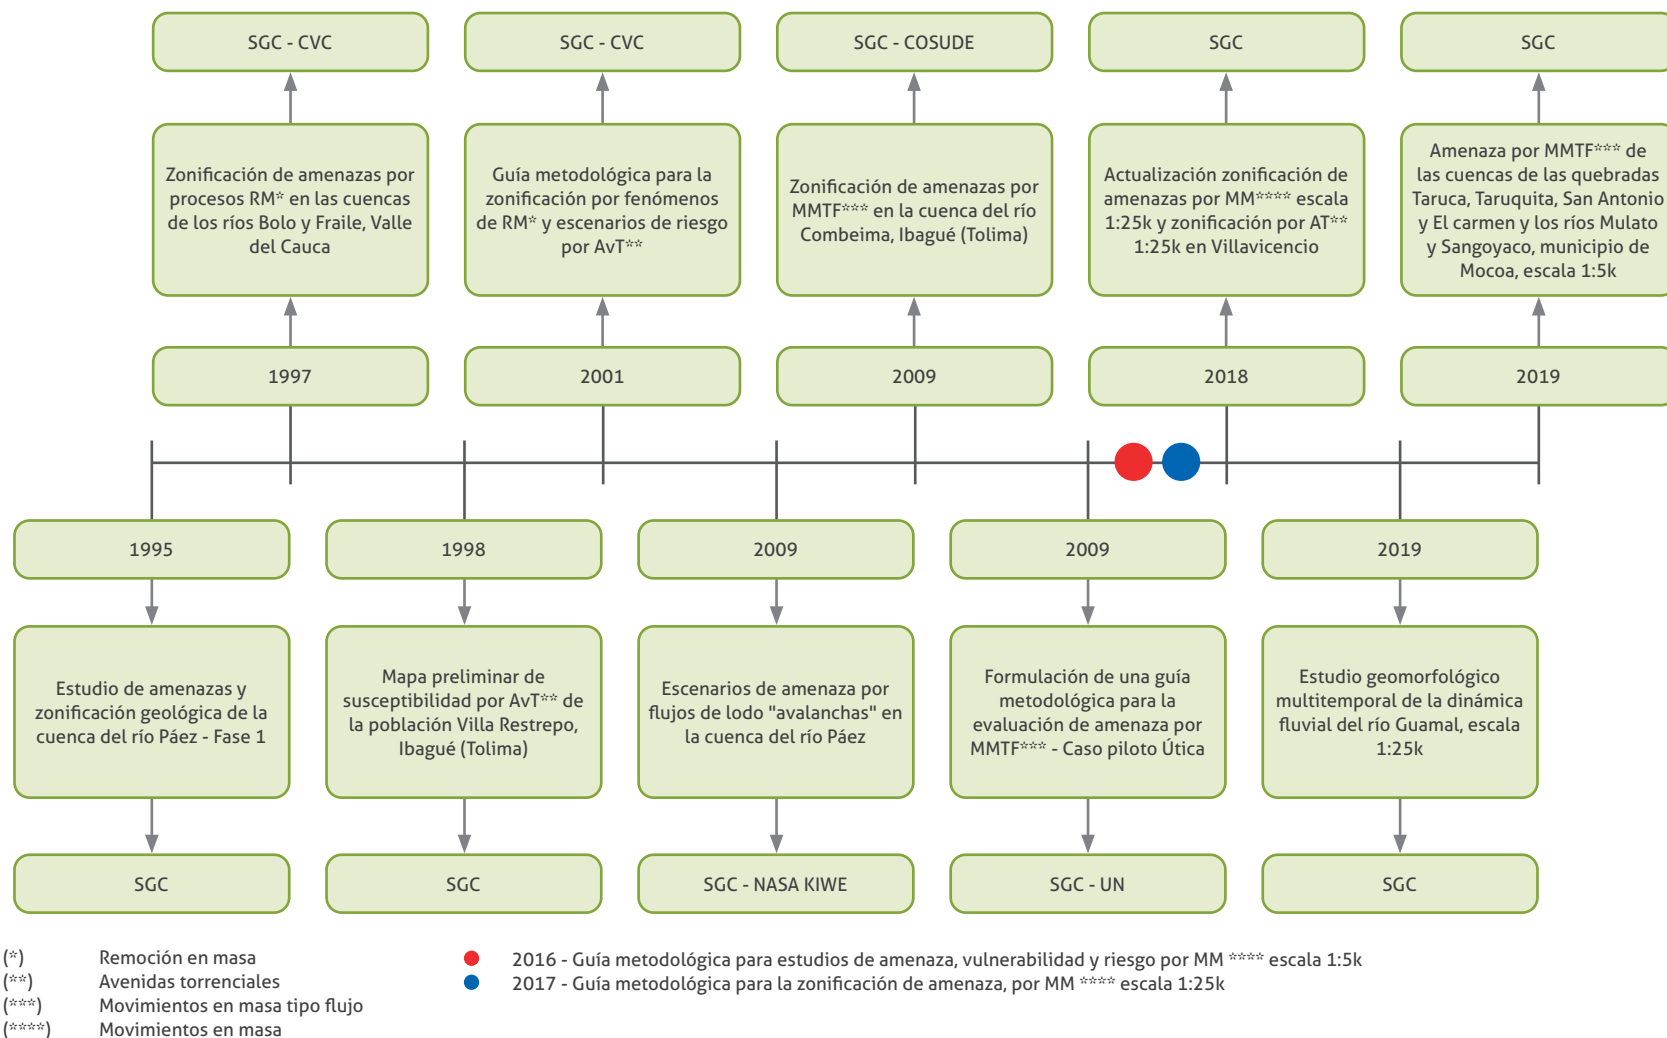 SGC - CVC
SGC - CVC
SGC - COSUDE
SGC
SGC
Zonificación de amenazas por
procesos RM* en las cuencas
de los ríos Bolo y Fraile, Valle
del Cauca
Guía metodológica para la
zonificación por fenómenos
de RM* y escenarios de riesgo
por AvT**
Zonificación de amenazas por
MMTF*** en la cuenca del río
Combeima, Ibagué (Tolima)
Actualización zonificación de
amenazas por MM**** escala
1:25k y zonificación por AT**
1:25k en Villavicencio
Amenaza por MMTF*** de
las cuencas de las quebradas
Taruca, Taruquita, San Antonio
y El carmen y los ríos Mulato
y Sangoyaco, municipio de
Mocoa, escala 1:5k
1997
2001
2009
2018
2019
1995
1998
2009
2009
2019
Estudio de amenazas y
zonificación geológica de la
cuenca del río Páez - Fase 1
Mapa preliminar de
susceptibilidad por AvT** de
la población Villa Restrepo,
Ibagué (Tolima)
Escenarios de amenaza por
flujos de lodo "avalanchas" en
la cuenca del río Páez
Formulación de una guía
metodológica para la
evaluación de amenaza por
MMTF*** - Caso piloto Útica
Estudio geomorfológico
multitemporal de la dinámica
fluvial del río Guamal, escala
1:25k
SGC
SGC
SGC - NASA KIWE
SGC - UN
SGC
(*) Remoción en masa
(**) Avenidas torrenciales
(***) Movimientos en masa tipo flujo
(****) Movimientos en masa
2016 - Guía metodológica para estudios de amenaza, vulnerabilidad y riesgo por MM **** escala 1:5k
2017 - Guía metodológica para la zonificación de amenaza, por MM **** escala 1:25k